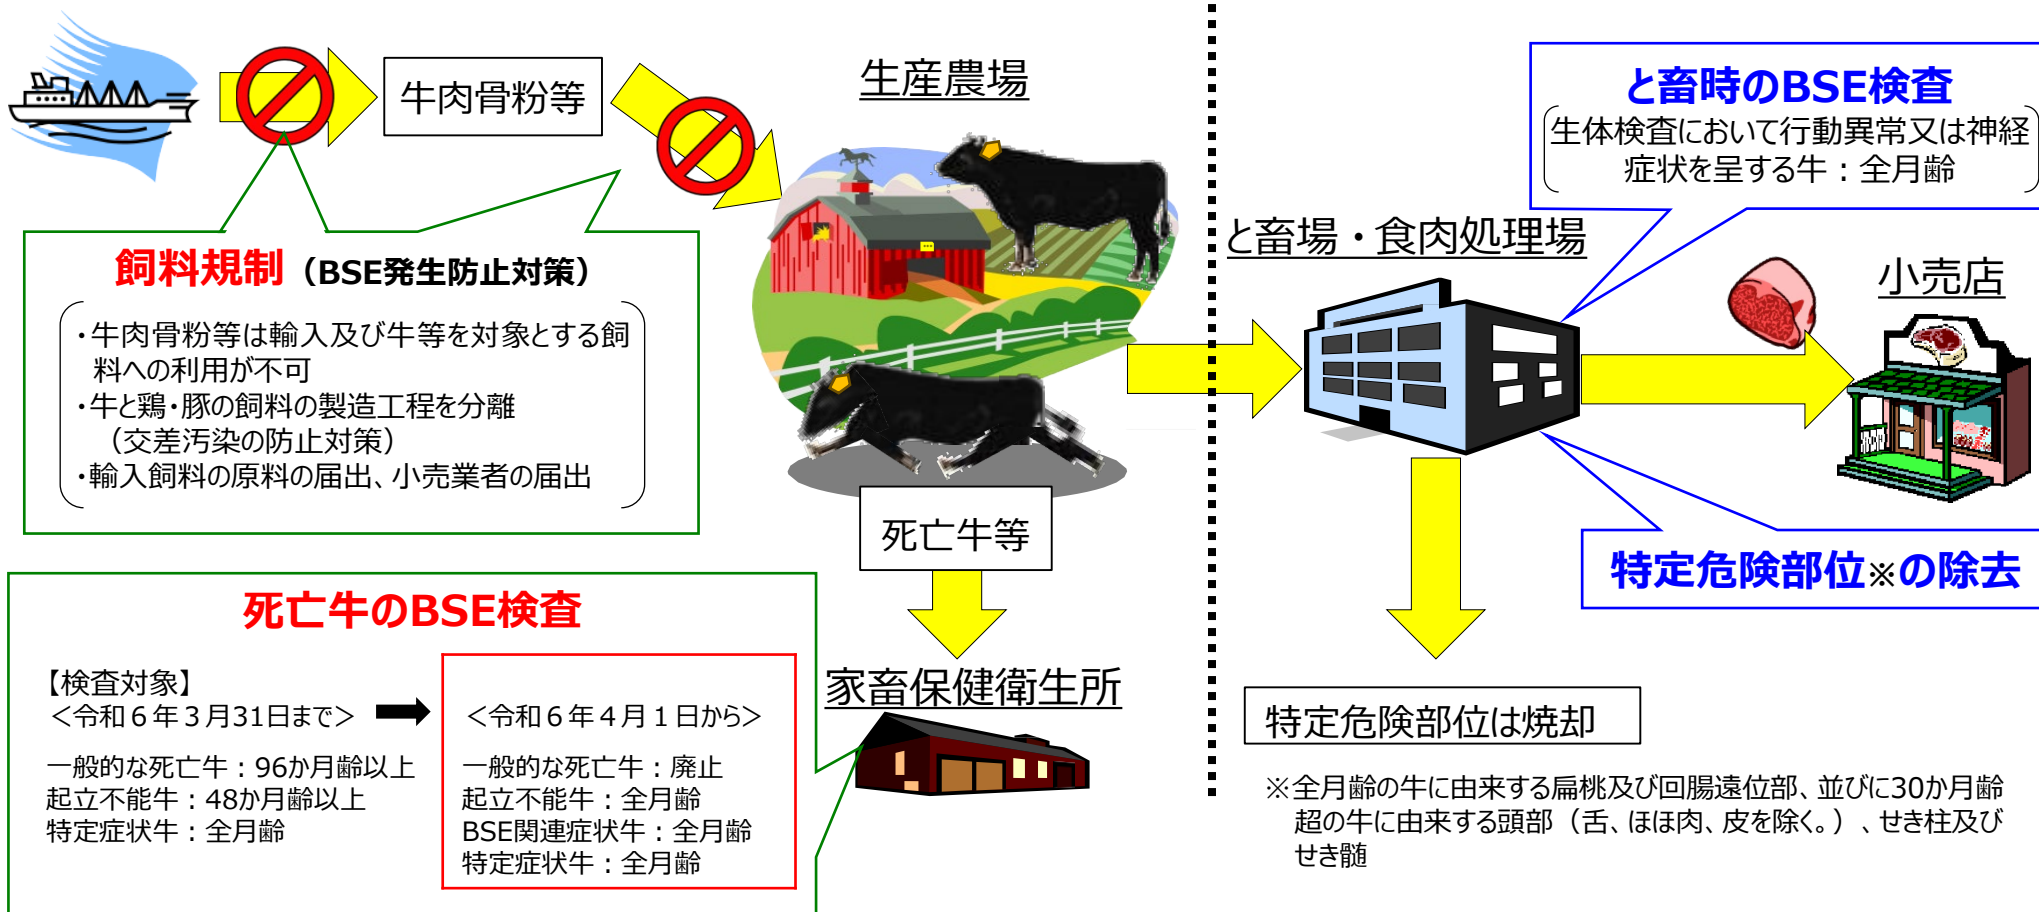 牛肉骨粉等
生産農場
飼料規制（BSE発生防止対策）
・牛肉骨粉等は輸入及び牛等を対象とする飼
料への利用が不可
・牛と鶏・豚の飼料の製造工程を分離
（交差汚染の防止対策）
・輸入飼料の原料の届出、小売業者の届出
死亡牛等
死亡牛のBSE検査
【検査対象】
＜令和６年３月31日まで＞
一般的な死亡牛：96か月齢以上
起立不能牛：48か月齢以上
特定症状牛：全月齢
＜令和６年４月１日から＞
一般的な死亡牛：廃止
起立不能牛：全月齢
BSE関連症状牛：全月齢
特定症状牛：全月齢
家畜保健衛生所
と畜時のBSE検査
生体検査において行動異常又は神経
症状を呈する牛：全月齢
と畜場・食肉処理場
小売店
特定危険部位※の除去
特定危険部位は焼却
※全月齢の牛に由来する扁桃及び回腸遠位部、並びに30か月齢
超の牛に由来する頭部（舌、ほほ肉、皮を除く。）、せき柱及び
せき髄